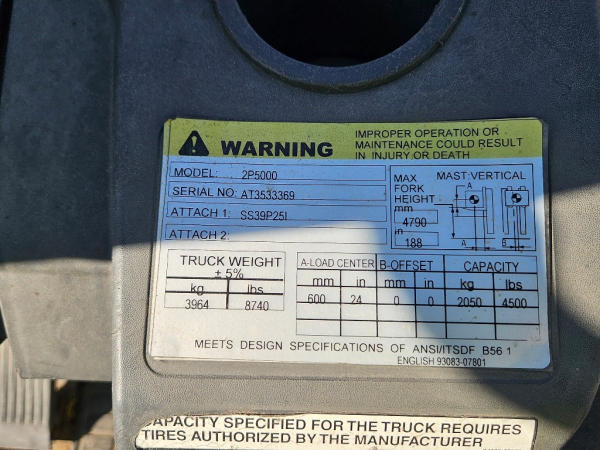 WARNING
IMPROPER OPERATION OR
MAINTENANCE COULD RESULT
IN INJURY OR DEATH
MODEL: 2P5000
SERIAL NO: AT3533369
ATTACH 1: SS39P25I
ATTACH 2:
MAX FORK HEIGHT
MAST:VERTICAL
mm
4790
in
188
A
B
TRUCK WEIGHT
± 5%
kg lbs
3964 8740
A-LOAD CENTER B-OFFSET CAPACITY
mm in mm in kg lbs
600 24 0 0 2050 4500
MEETS DESIGN SPECIFICATIONS OF ANSI/ITSDF B56 1
ENGLISH 93083-07801
CAPACITY SPECIFIED FOR THE TRUCK REQUIRES
TIRES AUTHORIZED BY THE MANUFACTURER